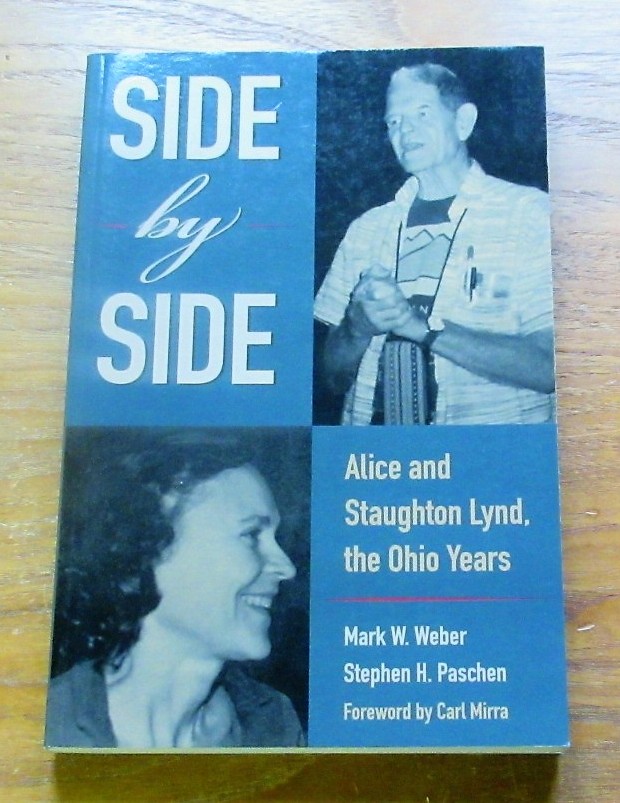 SIDE
by
SIDE
Alice and
Staughton Lynd,
the Ohio Years
Mark W. Weber
Stephen H. Paschen
Foreword by Carl Mirra